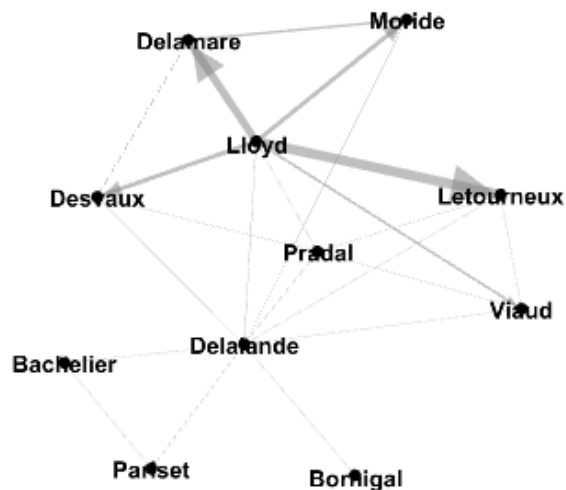 Moride
Delamare
Lloyd
Desvaux
Letourneux
Pradal
Viaud
Delalande
Bachelier
Pariset
Bornigal